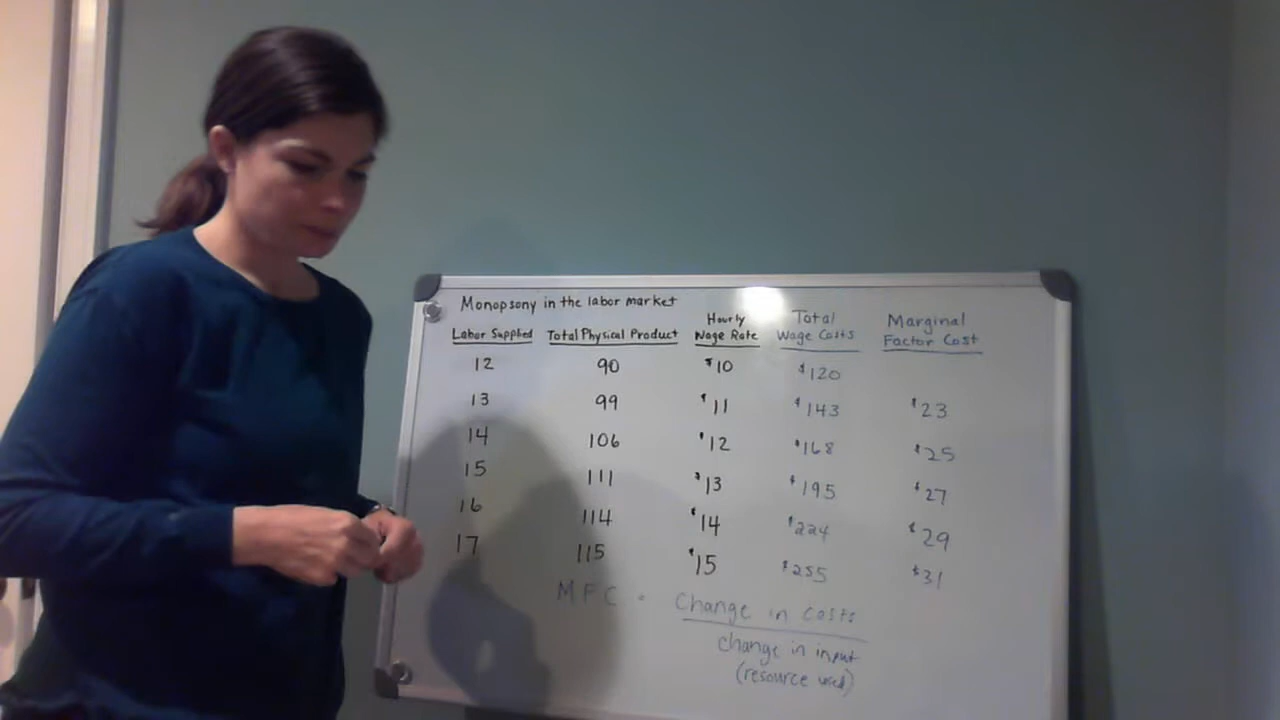 Monopsony in the labor market
Labor Supplied Total Physical Product Hourly Wage Rate Total Wage Costs Marginal Factor Cost
12 90 $10 $120
13 99 $11 $143 $23
14 106 $12 $168 $25
15 111 $13 $195 $27
16 114 $14 $224 $29
17 115 $15 $255 $31
MFC = Change in costs
change in input
(resource used)